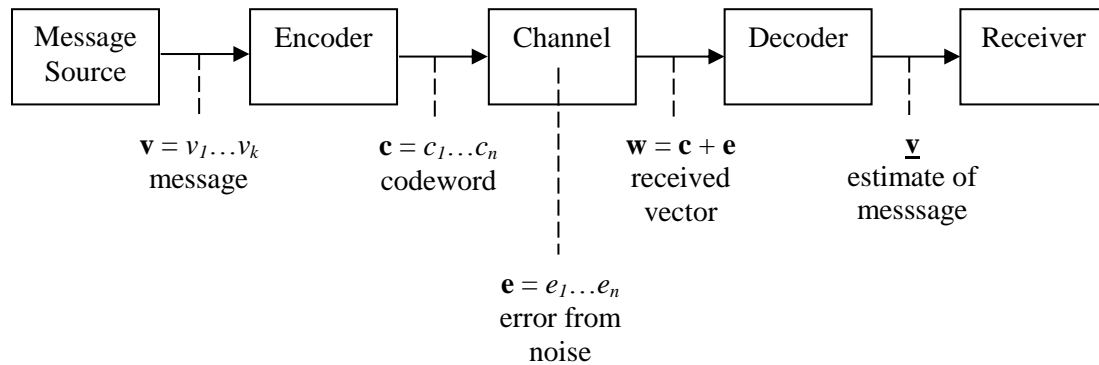 Message
Source
Encoder
Channel
Decoder
Receiver
v = v1…vk
message
c = c1…cn
codeword
w = c + e
received
vector
v
estimate of
messsage
e = e1…en
error from
noise